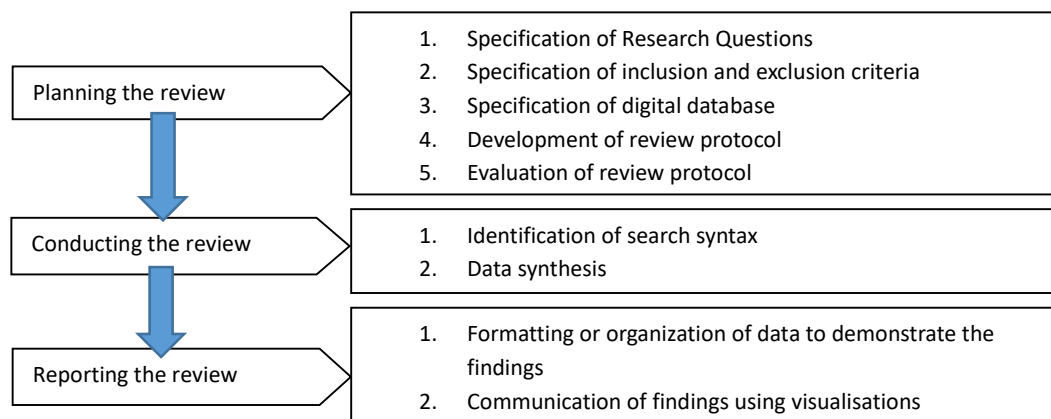 Planning the review
1. Specification of Research Questions
2. Specification of inclusion and exclusion criteria
3. Specification of digital database
4. Development of review protocol
5. Evaluation of review protocol
Conducting the review
1. Identification of search syntax
2. Data synthesis
Reporting the review
1. Formatting or organization of data to demonstrate the
findings
2. Communication of findings using visualisations